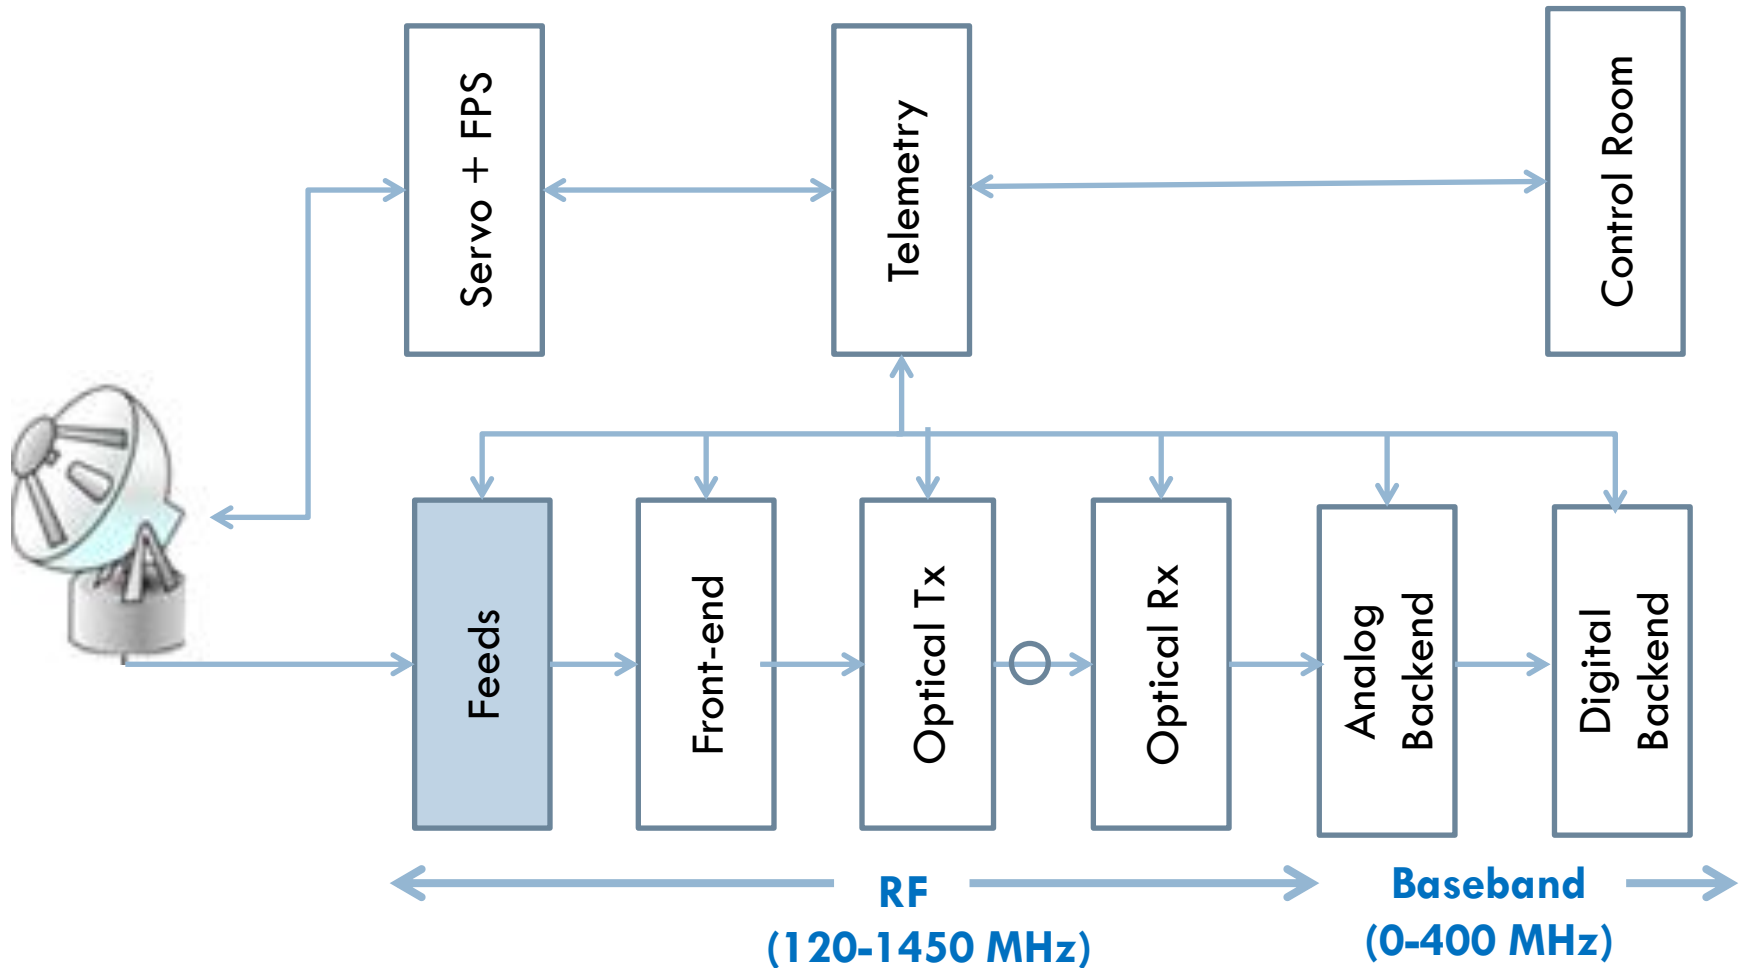 Servo + FPS
Telemetry
Control Room
Feeds
Front-end
Optical Tx
Optical Rx
Analog
Backend
Digital
Backend
RF
(120-1450 MHz)
Baseband
(0-400 MHz)